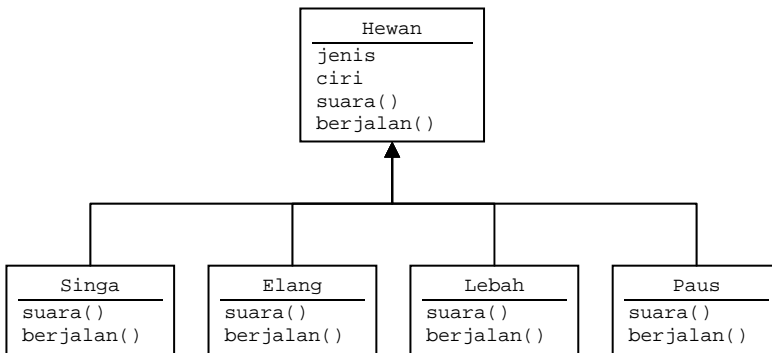 Hewan
jenis
ciri
suara()
berjalan()
Singa
suara()
berjalan()
Elang
suara()
berjalan()
Lebah
suara()
berjalan()
Paus
suara()
berjalan()